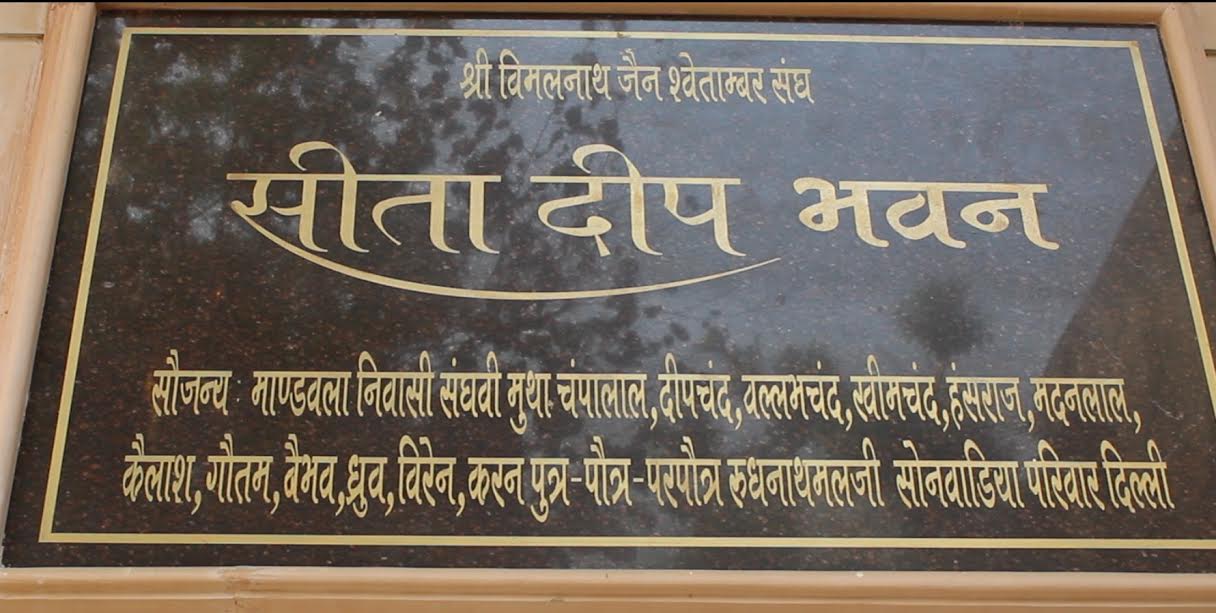 श्री विमलनाथ जैन श्वेताम्बर संघ
सीता दीप भवन
सौजन्य : माण्डवला निवासी संघवी मुथा चंपालाल,दीपचंद,वल्लभचंद,खीमचंद,हंसराज,मदनलाल,
कैलाश,गौतम,वैभव,ध्रुव,विरेन,करन पुत्र-पौत्र-परपौत्र रुधनाथमलजी सोनवाडिया परिवार दिल्ली